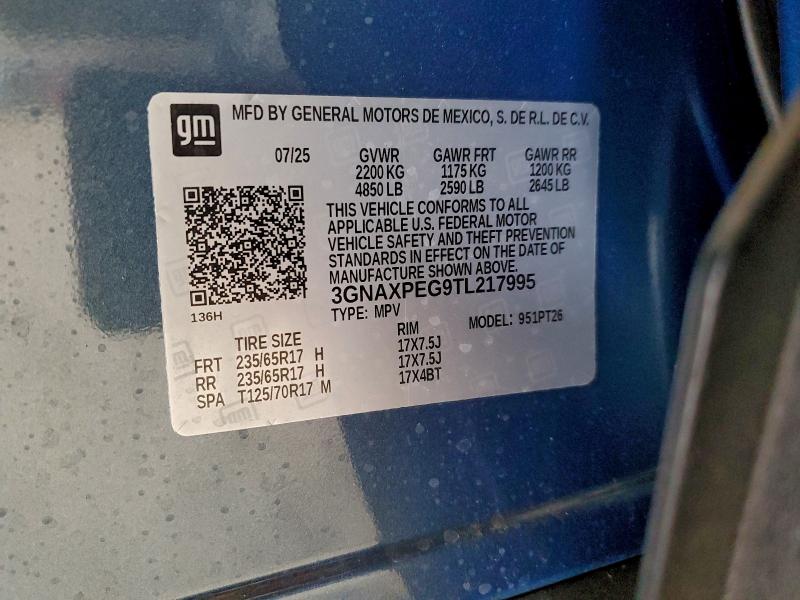 gm
MFD BY GENERAL MOTORS DE MEXICO, S. DE R.L. DE C.V.
07/25 GVWR GAWR FRT GAWR RR
2200 KG 1175 KG 1200 KG
4850 LB 2590 LB 2645 LB
THIS VEHICLE CONFORMS TO ALL
APPLICABLE U.S. FEDERAL MOTOR
VEHICLE SAFETY AND THEFT PREVENTION
STANDARDS IN EFFECT ON THE DATE OF
MANUFACTURE SHOWN ABOVE.
3GNAXPEG9TL217995
136H
TYPE: MPV MODEL: 951PT26
TIRE SIZE RIM
FRT 235/65R17 H 17X7.5J
RR 235/65R17 H 17X7.5J
SPA T125/70R17 M 17X4BT